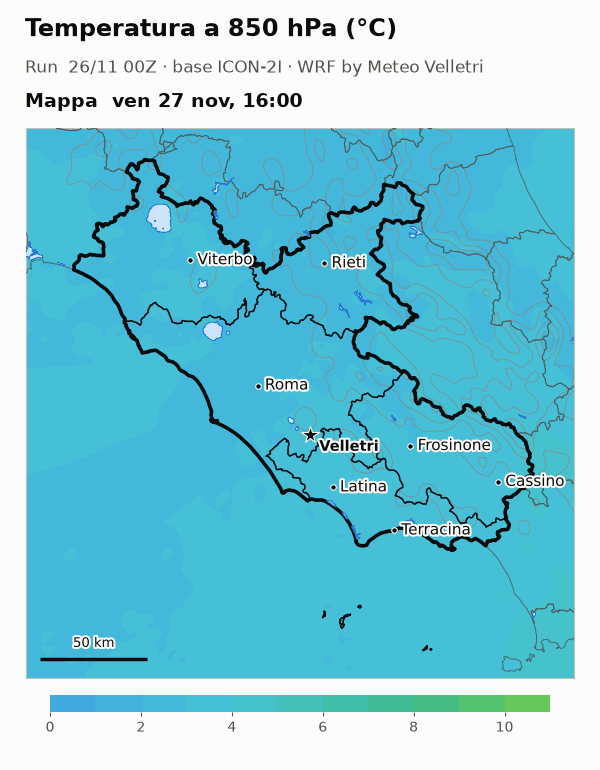 Temperatura a 850 hPa (°C)
Run  26/11 00Z · base ICON-2I · WRF by Meteo Velletri
Mappa  ven 27 nov, 16:00
Viterbo
Rieti
Roma
Velletri
Frosinone
Cassino
Latina
Terracina
50 km
0 2 4 6 8 10